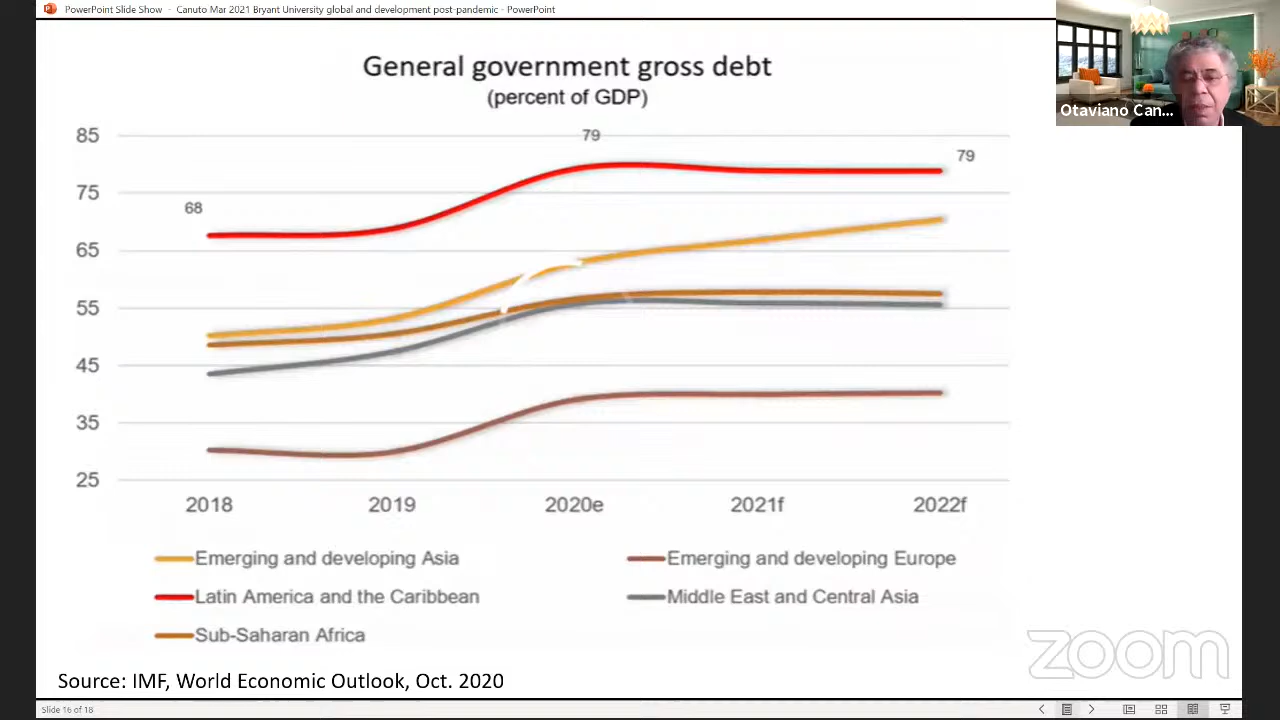 PowerPoint Slide Show - Canuto Mar 2021 Bryant University global and development post-pandemic - PowerPoint
Otaviano Can...
General government gross debt
(percent of GDP)
85
79
79
75
68
65
55
45
35
25
2018 2019 2020e 2021f 2022f
Emerging and developing Asia
Emerging and developing Europe
Latin America and the Caribbean
Middle East and Central Asia
Sub-Saharan Africa
zoom
Source: IMF, World Economic Outlook, Oct. 2020
Slide 16 of 18